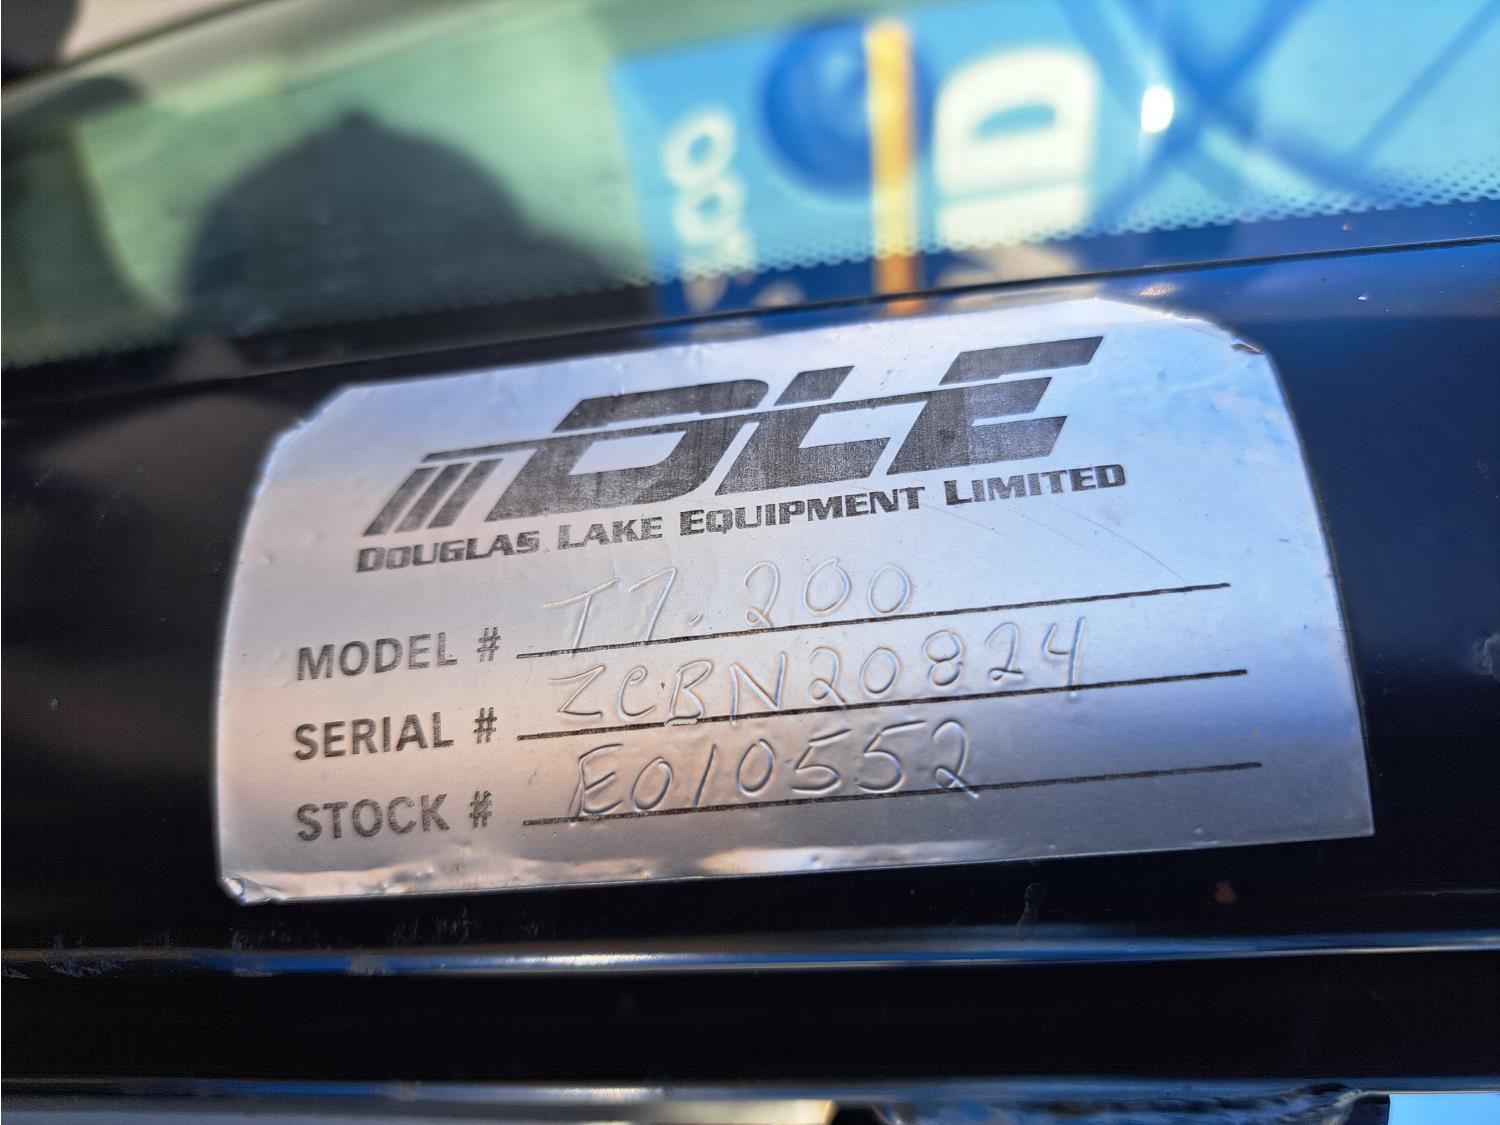 DLE
DOUGLAS LAKE EQUIPMENT LIMITED
MODEL # T7.200
SERIAL # ZCBN20824
STOCK # E010552